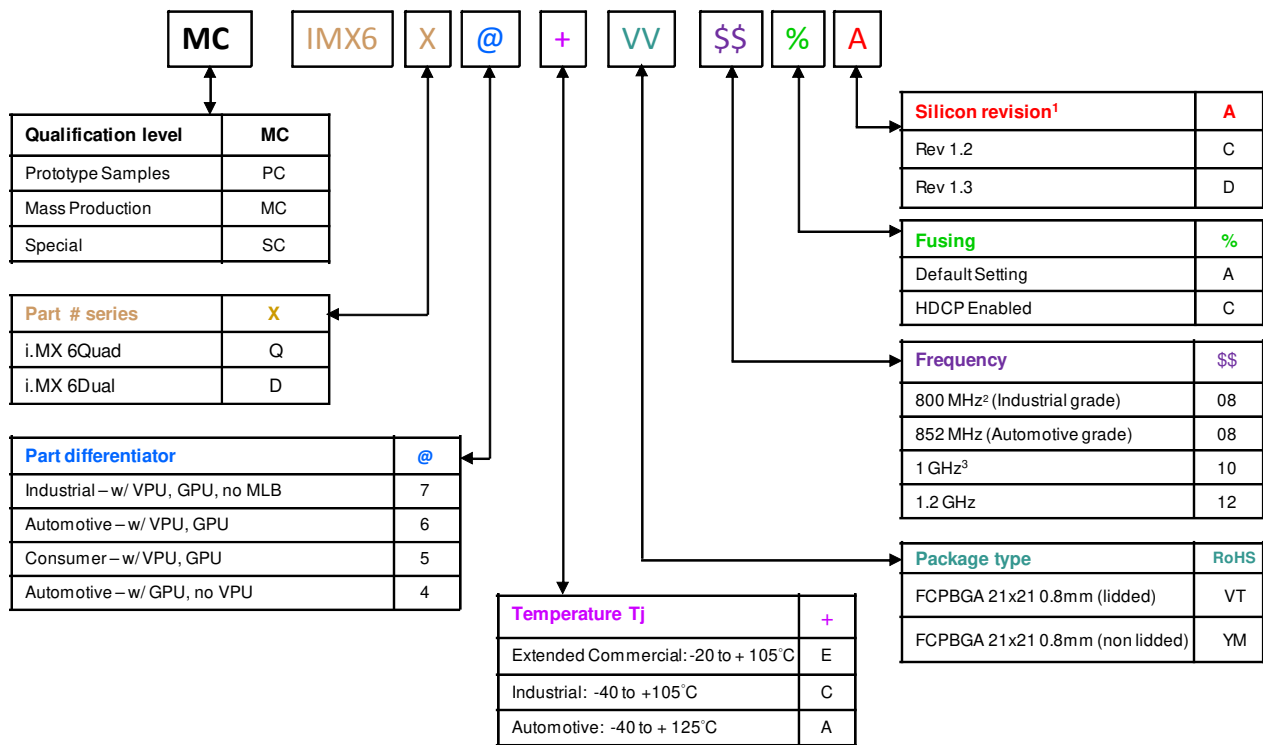 MC IMX6 X @ + VV $$ % A
Qualification level MC
Prototype Samples PC
Mass Production MC
Special SC
Part # series X
i.MX 6Quad Q
i.MX 6Dual D
Part differentiator @
Industrial – w/ VPU, GPU, no MLB 7
Automotive – w/ VPU, GPU 6
Consumer – w/ VPU, GPU 5
Automotive – w/ GPU, no VPU 4
Temperature Tj +
Extended Commercial: -20 to + 105°C E
Industrial: -40 to +105°C C
Automotive: -40 to + 125°C A
Silicon revision¹ A
Rev 1.2 C
Rev 1.3 D
Fusing %
Default Setting A
HDCP Enabled C
Frequency $$
800 MHz² (Industrial grade) 08
852 MHz (Automotive grade) 08
1 GHz³ 10
1.2 GHz 12
Package type RoHS
FCPBGA 21x21 0.8mm (lidded) VT
FCPBGA 21x21 0.8mm (non lidded) YM